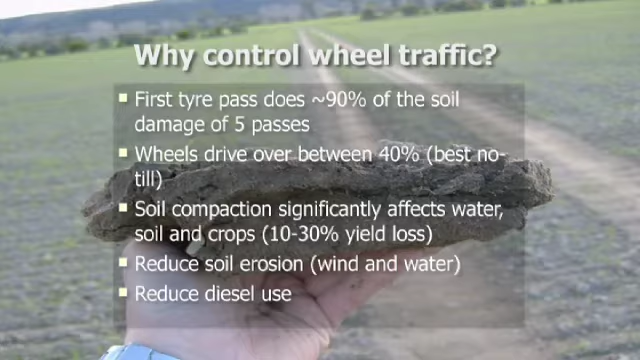 Why control wheel traffic?
First tyre pass does ~90% of the soil
damage of 5 passes
Wheels drive over between 40% (best no-
till)
Soil compaction significantly affects water,
soil and crops (10-30% yield loss)
Reduce soil erosion (wind and water)
Reduce diesel use